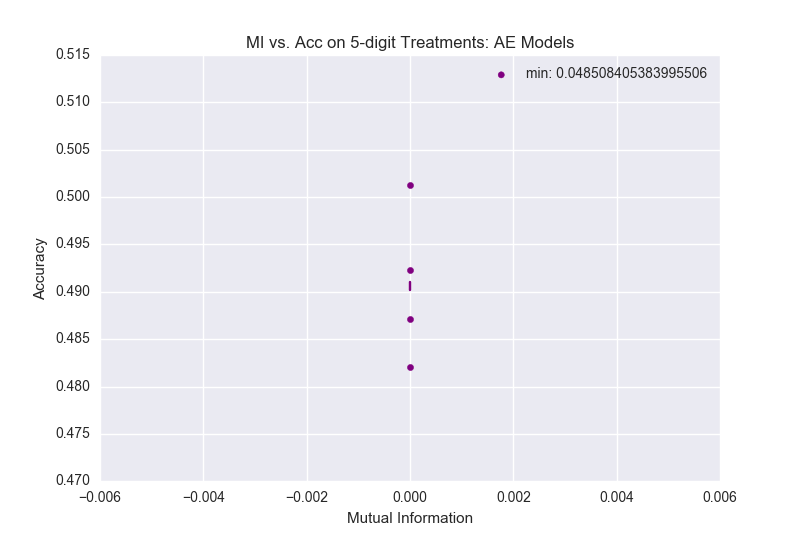 MI vs. Acc on 5-digit Treatments: AE Models
min: 0.048508405383995506
0.515
0.510
0.505
0.500
0.495
0.490
0.485
0.480
0.475
0.470
Accuracy
−0.006 −0.004 −0.002 0.000 0.002 0.004 0.006
Mutual Information